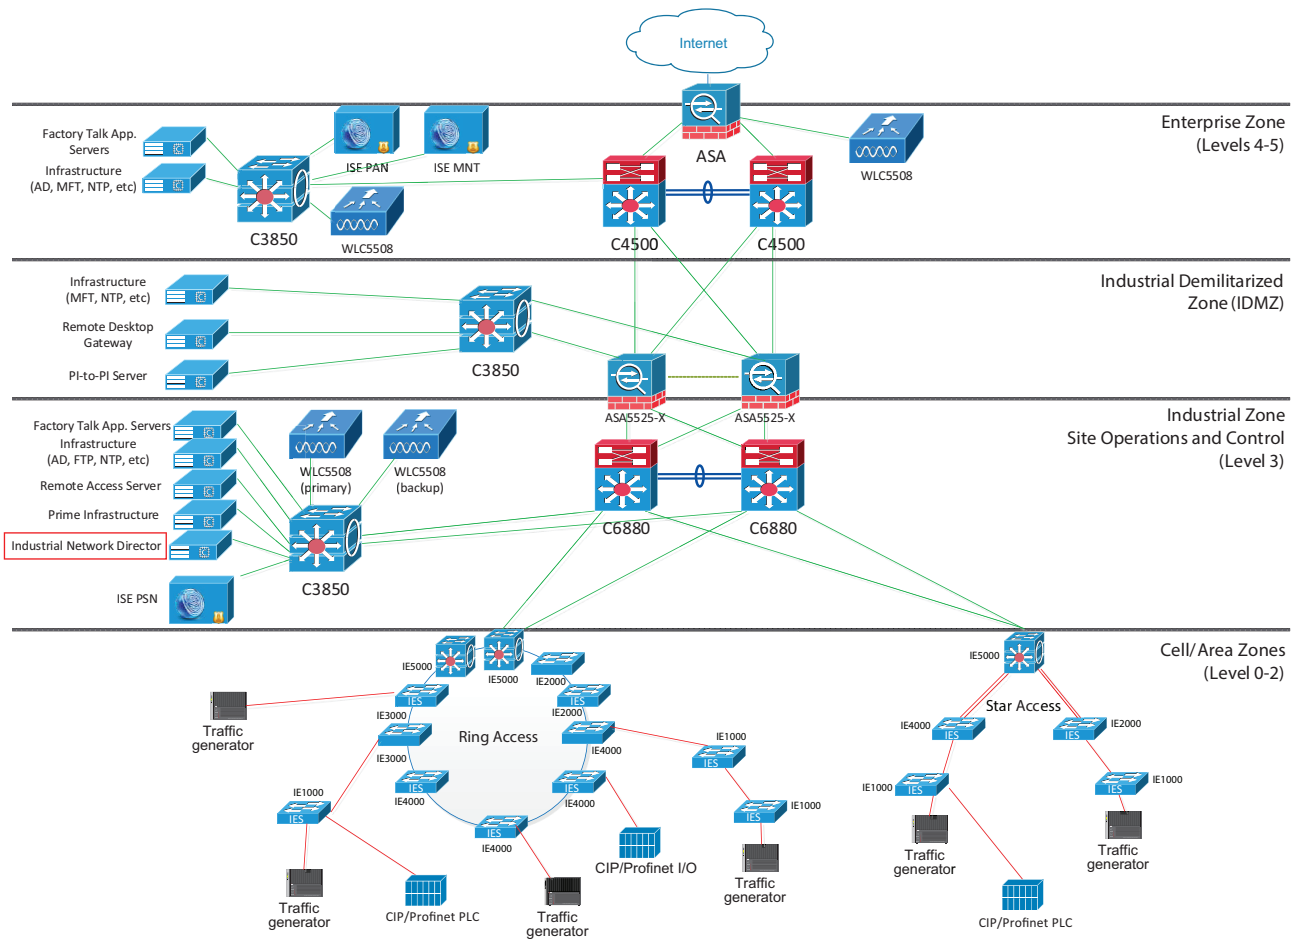 Internet
Enterprise Zone
(Levels 4-5)
Factory Talk App.
Servers
Infrastructure
(AD, MFT, NTP, etc)
ISE PAN
ISE MNT
ASA
WLC5508
C3850
WLC5508
C4500
C4500
Industrial Demilitarized
Zone (IDMZ)
Infrastructure
(MFT, NTP, etc)
Remote Desktop
Gateway
PI-to-PI Server
C3850
ASA5525-X
ASA5525-X
Industrial Zone
Site Operations and Control
(Level 3)
Factory Talk App. Servers
Infrastructure
(AD, FTP, NTP, etc)
Remote Access Server
Prime Infrastructure
Industrial Network Director
ISE PSN
WLC5508
(primary)
WLC5508
(backup)
C3850
C6880
C6880
Cell/Area Zones
(Level 0-2)
IE5000
IE5000
IE2000
IES
IE3000
IES
IE2000
Ring Access
IE3000
IE4000
IES
IE4000
IES
IE4000
IES
IE4000
Traffic
generator
IE1000
IES
Traffic
generator
CIP/Profinet PLC
Traffic
generator
CIP/Profinet I/O
IE1000
IES
IE1000
IES
Traffic
generator
IE5000
Star Access
IE4000
IES
IE2000
IES
IE1000
IES
IE1000
IES
Traffic
generator
Traffic
generator
CIP/Profinet PLC